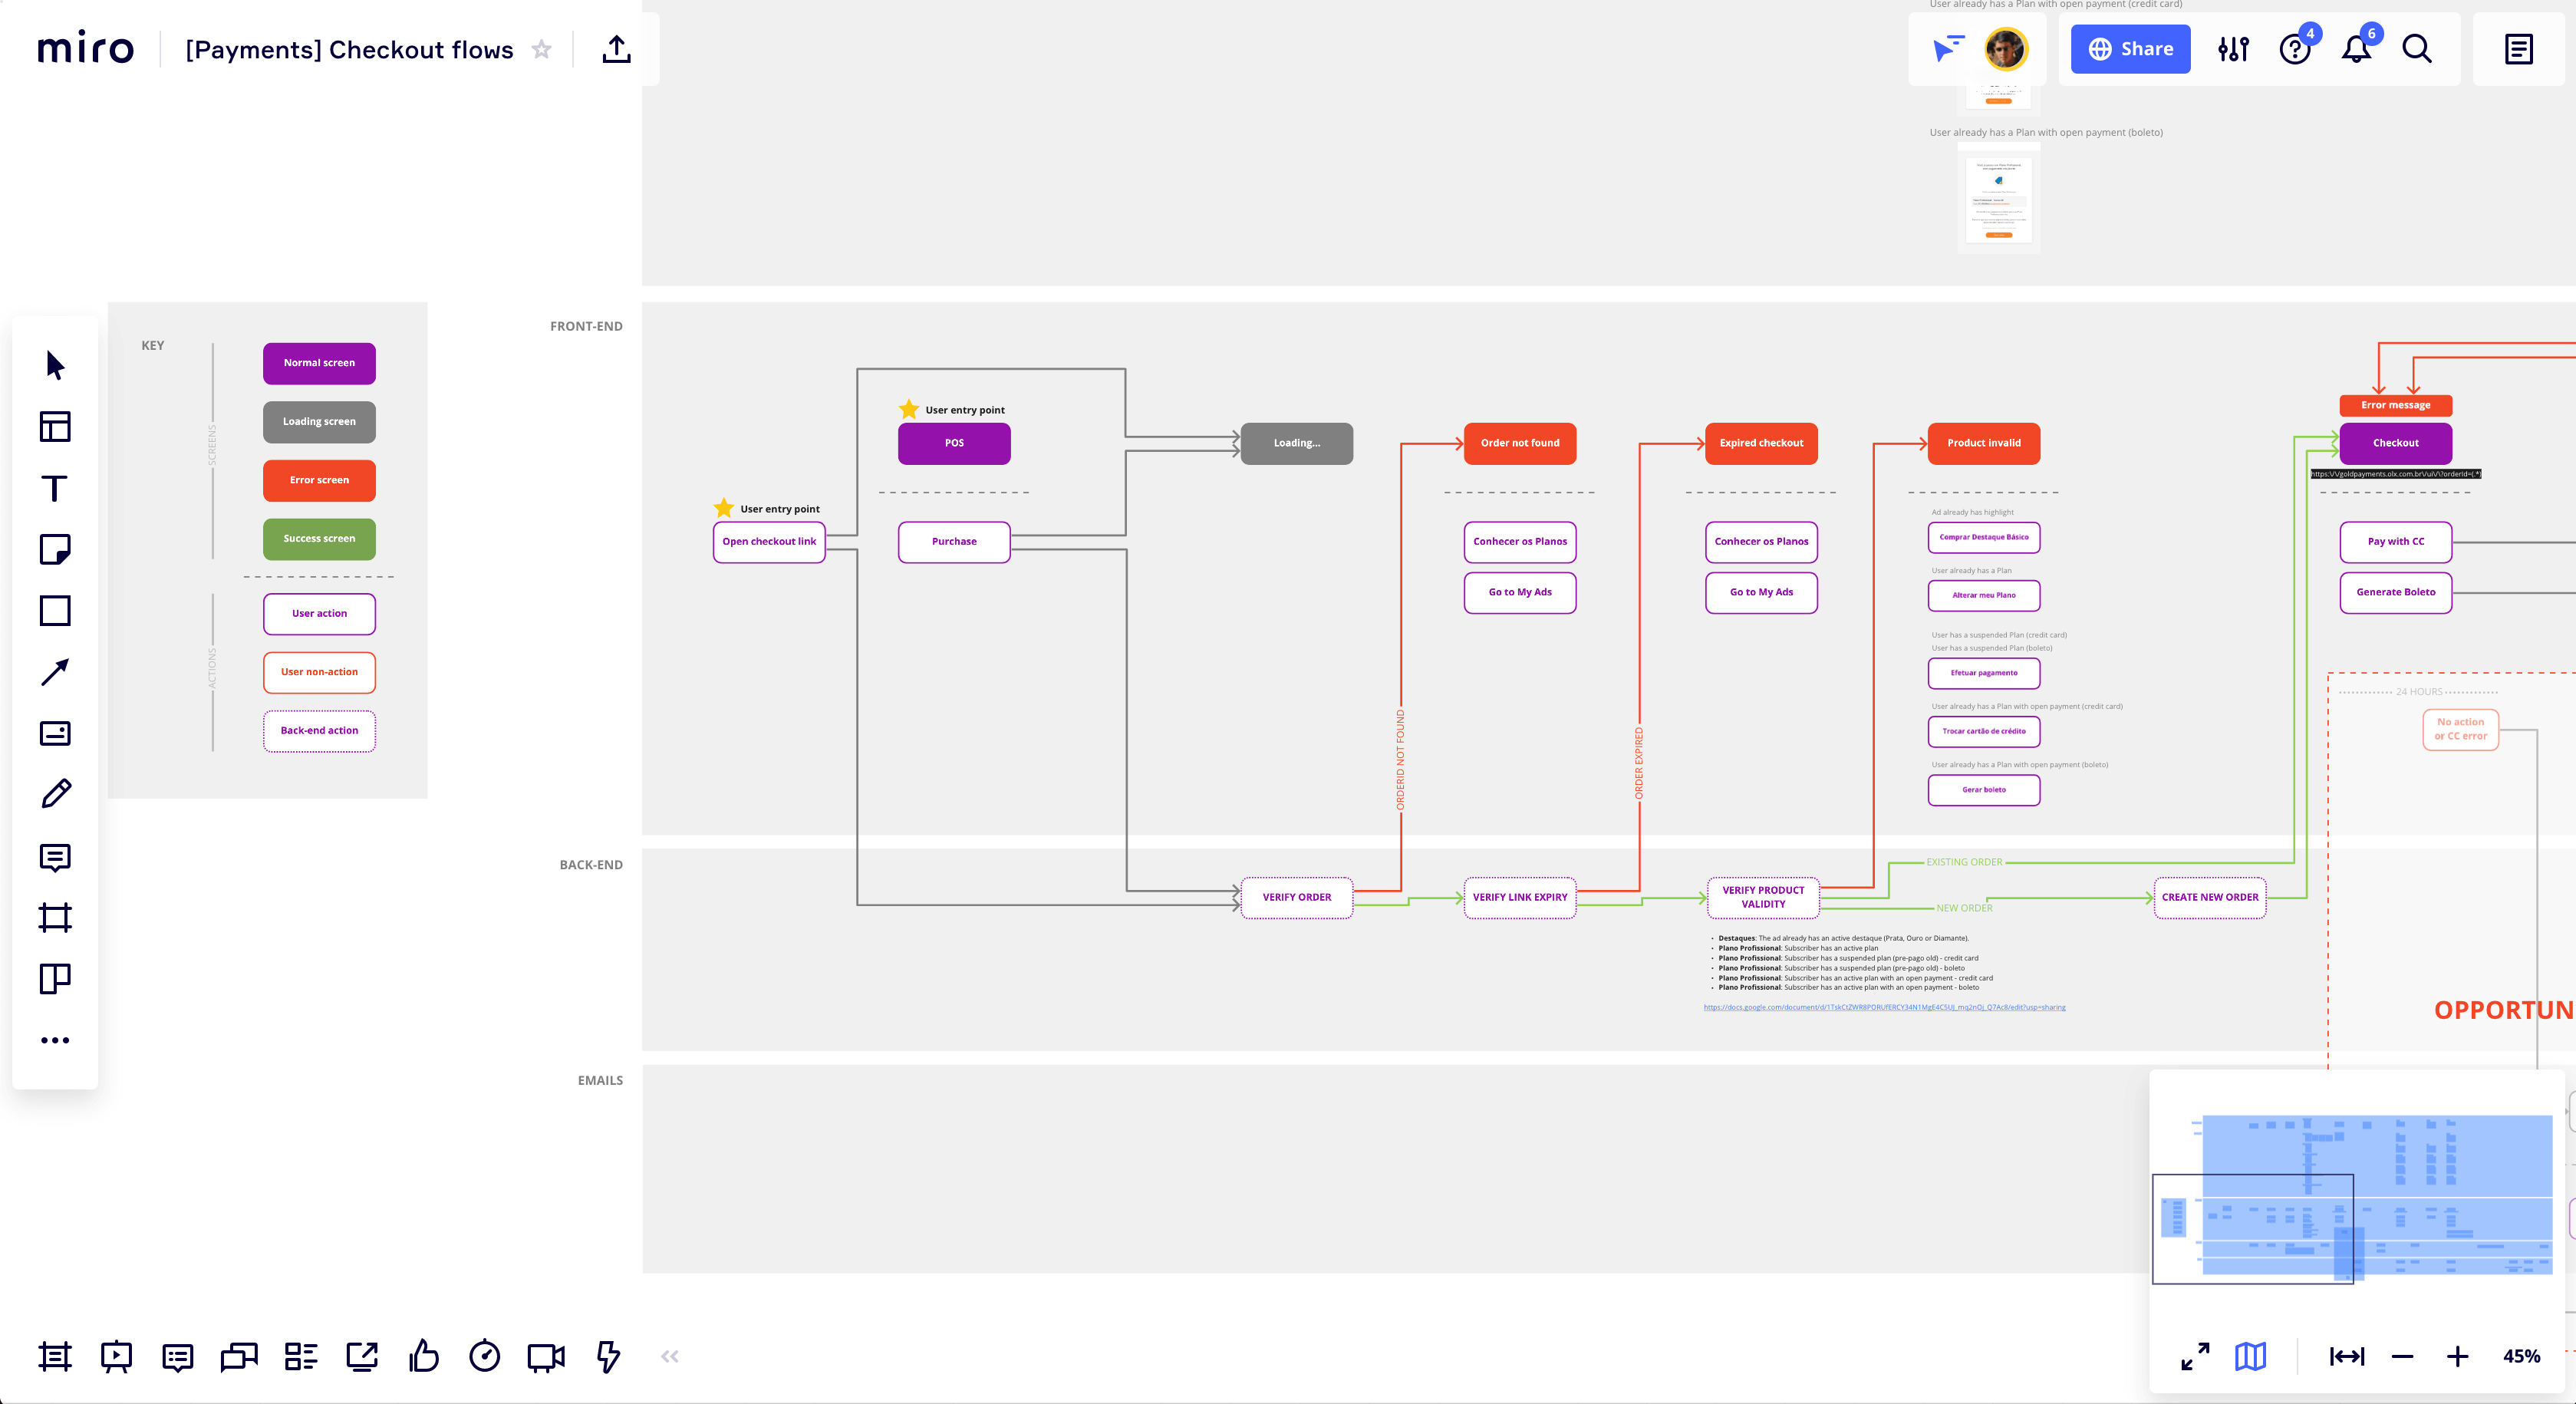 User already has a Plan with open payment (credit card)
miro
[Payments] Checkout flows
Share
4
6
User already has a Plan with open payment (boleto)
FRONT-END
KEY
SCREENS
Normal screen
Loading screen
Error screen
Success screen
ACTIONS
User action
User non-action
Back-end action
User entry point
POS
User entry point
Open checkout link
Purchase
Loading...
Order not found
Conhecer os Planos
Go to My Ads
ORDERID NOT FOUND
Expired checkout
Conhecer os Planos
Go to My Ads
ORDER EXPIRED
Product invalid
Ad already has highlight
Comprar Destaque Básico
User already has a Plan
Alterar meu Plano
User has a suspended Plan (credit card)
User has a suspended Plan (boleto)
Efetuar pagamento
User already has a Plan with open payment (credit card)
Trocar cartão de crédito
User already has a Plan with open payment (boleto)
Gerar boleto
Error message
Checkout
https:\/\/goldpayments.olx.com.br\/ui\/\?orderId=(.*)
Pay with CC
Generate Boleto
24 HOURS
No action
or CC error
BACK-END
VERIFY ORDER
VERIFY LINK EXPIRY
VERIFY PRODUCT
VALIDITY
EXISTING ORDER
NEW ORDER
CREATE NEW ORDER
• Destaques: The ad already has an active destaque (Prata, Ouro or Diamante).
• Plano Profissional: Subscriber has an active plan
• Plano Profissional: Subscriber has a suspended plan (pre-pago old) - credit card
• Plano Profissional: Subscriber has a suspended plan (pre-pago old) - boleto
• Plano Profissional: Subscriber has an active plan with an open payment - credit card
• Plano Profissional: Subscriber has an active plan with an open payment - boleto
OPPORTUN
EMAILS
45%